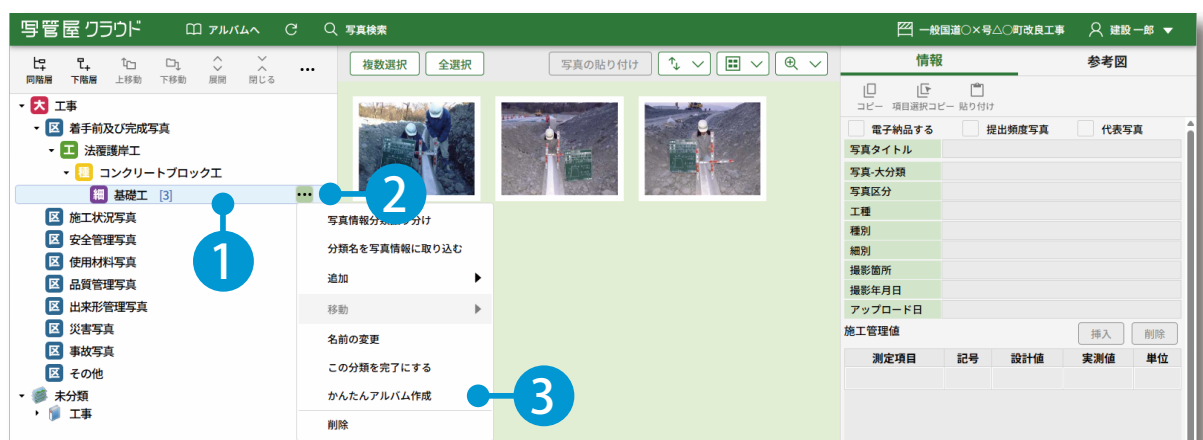 写管屋クラウド
アルバムへ
写真検索
一般国道○×号△○町改良工事
建設 一郎
同階層 下階層 上移動 下移動 展開 閉じる
複数選択 全選択 写真の貼り付け
情報 参考図
コピー 項目選択コピー 貼り付け
電子納品する 提出頻度写真 代表写真
大 工事
区 着手前及び完成写真
工 法覆護岸工
種 コンクリートブロック工
細 基礎工 [3]
区 施工状況写真
区 安全管理写真
区 使用材料写真
区 品質管理写真
区 出来形管理写真
区 災害写真
区 事故写真
区 その他
未分類
工事
1
2
3
写真情報分類
分け
分類名を写真情報に取り込む
追加
移動
名前の変更
この分類を完了にする
かんたんアルバム作成
削除
写真タイトル
写真-大分類
写真区分
工種
種別
細別
撮影箇所
撮影年月日
アップロード日
施工管理値 挿入 削除
測定項目 記号 設計値 実測値 単位